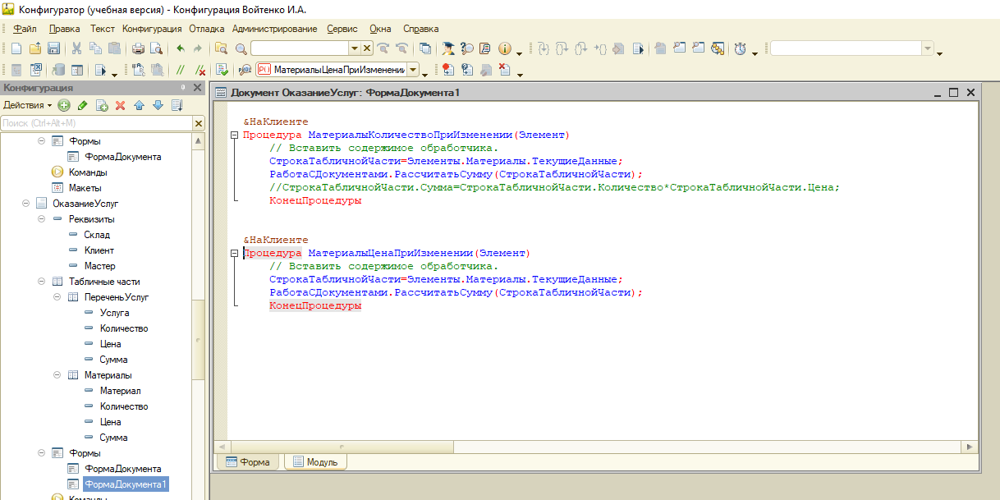 Конфигуратор (учебная версия) - Конфигурация Войтенко И.А.
Файл Правка Текст Конфигурация Отладка Администрирование Сервис Окна Справка
МатериалыЦенаПриИзменении
Конфигурация
Действия
Поиск (Ctrl+Alt+M)
Формы
ФормаДокумента
Команды
Макеты
ОказаниеУслуг
Реквизиты
Склад
Клиент
Мастер
Табличные части
ПереченьУслуг
Услуга
Количество
Цена
Сумма
Материалы
Материал
Количество
Цена
Сумма
Формы
ФормаДокумента
ФормаДокумента1
Команды
Документ ОказаниеУслуг: ФормаДокумента1
&НаКлиенте
Процедура МатериалыКоличествоПриИзменении(Элемент)
// Вставить содержимое обработчика.
СтрокаТабличнойЧасти=Элементы.Материалы.ТекущиеДанные;
РаботаСДокументами.РассчитатьСумму(СтрокаТабличнойЧасти);
//СтрокаТабличнойЧасти.Сумма=СтрокаТабличнойЧасти.Количество*СтрокаТабличнойЧасти.Цена;
КонецПроцедуры
&НаКлиенте
Процедура МатериалыЦенаПриИзменении(Элемент)
// Вставить содержимое обработчика.
СтрокаТабличнойЧасти=Элементы.Материалы.ТекущиеДанные;
РаботаСДокументами.РассчитатьСумму(СтрокаТабличнойЧасти);
КонецПроцедуры
Форма Модуль